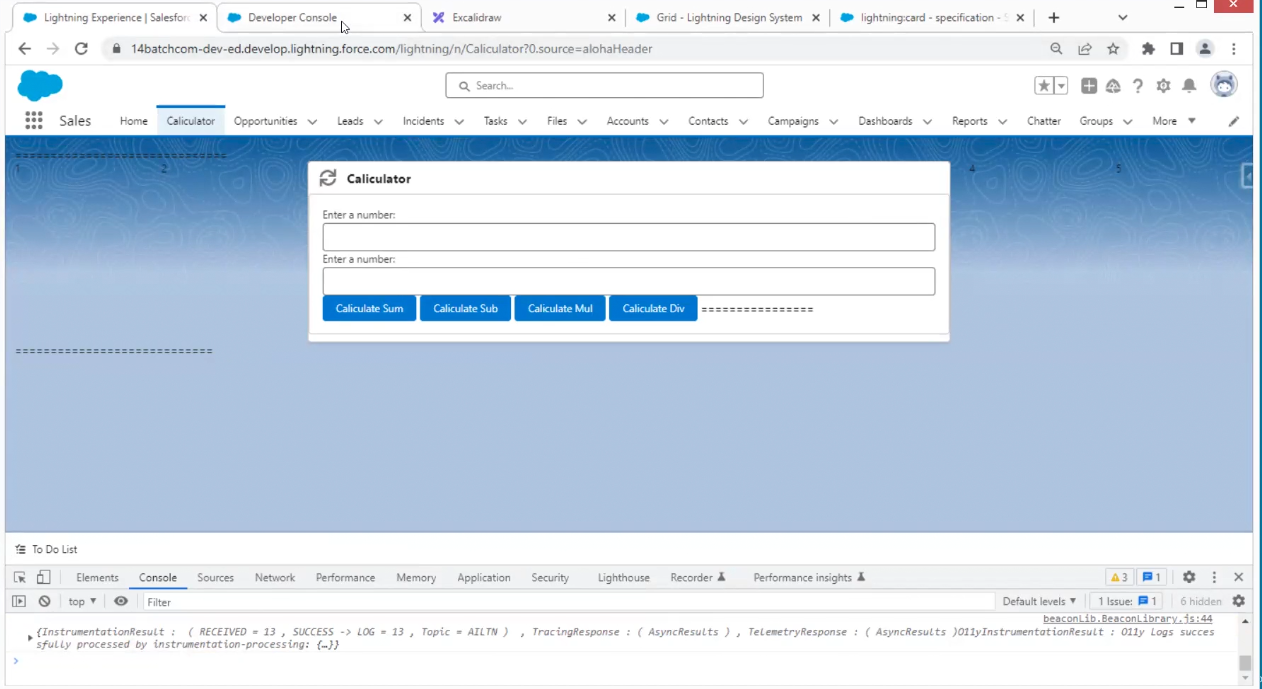 Lightning Experience | Salesfor
Developer Console
Excalidraw
Grid - Lightning Design System
lightning:card - specification - S
14batchcom-dev-ed.develop.lightning.force.com/lightning/n/Caliculator?0.source=alohaHeader
Search...
Sales Home Caliculator Opportunities Leads Incidents Tasks Files Accounts Contacts Campaigns Dashboards Reports Chatter Groups More
===========================
1 2 4 5
Caliculator
Enter a number:
Enter a number:
Calculate Sum Calculate Sub Calculate Mul Calculate Div ================
===========================
To Do List
Elements Console Sources Network Performance Memory Application Security Lighthouse Recorder Performance insights 3 1
top Filter Default levels 1 Issue: 1 6 hidden
beaconLib.BeaconLibrary.js:44
{InstrumentationResult : ( RECEIVED = 13 , SUCCESS -> LOG = 13 , Topic = AILTN ) , TracingResponse : ( AsyncResults ) , TeLemetryResponse : ( AsyncResults )O11yInstrumentationResult : O11y Logs succes
sfully processed by instrumentation-processing: {…}}